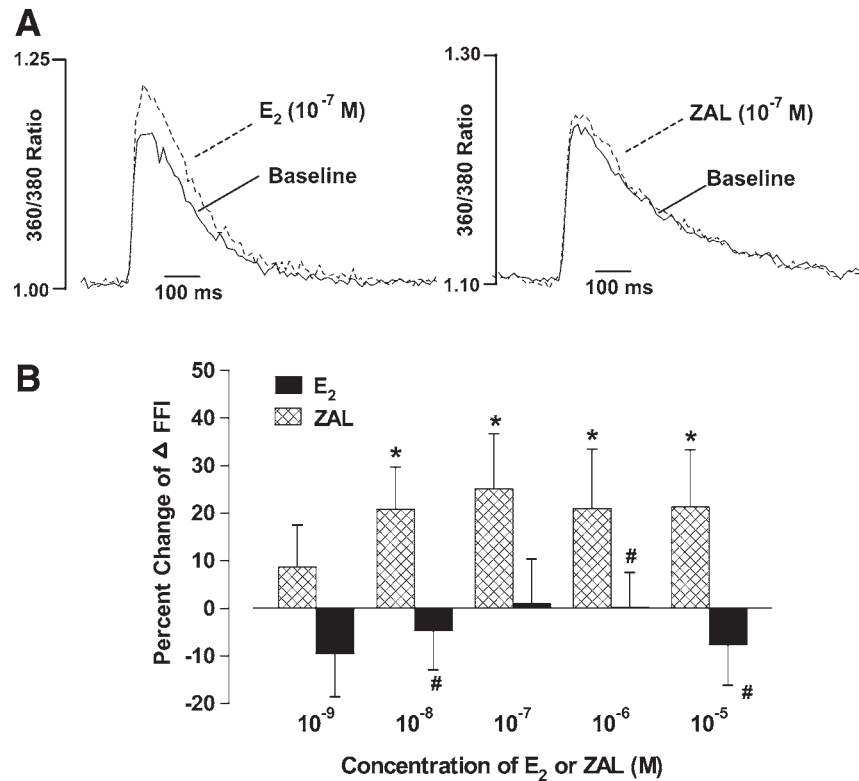 A
1.25
360/380 Ratio
1.00
E2 (10-7 M)
Baseline
100 ms
1.30
360/380 Ratio
1.10
ZAL (10-7 M)
Baseline
100 ms
B
Percent Change of Δ FFI
50
40
30
20
10
0
-10
-20
E2
ZAL
* * * *
#
# #
10-9 10-8 10-7 10-6 10-5
Concentration of E2 or ZAL (M)